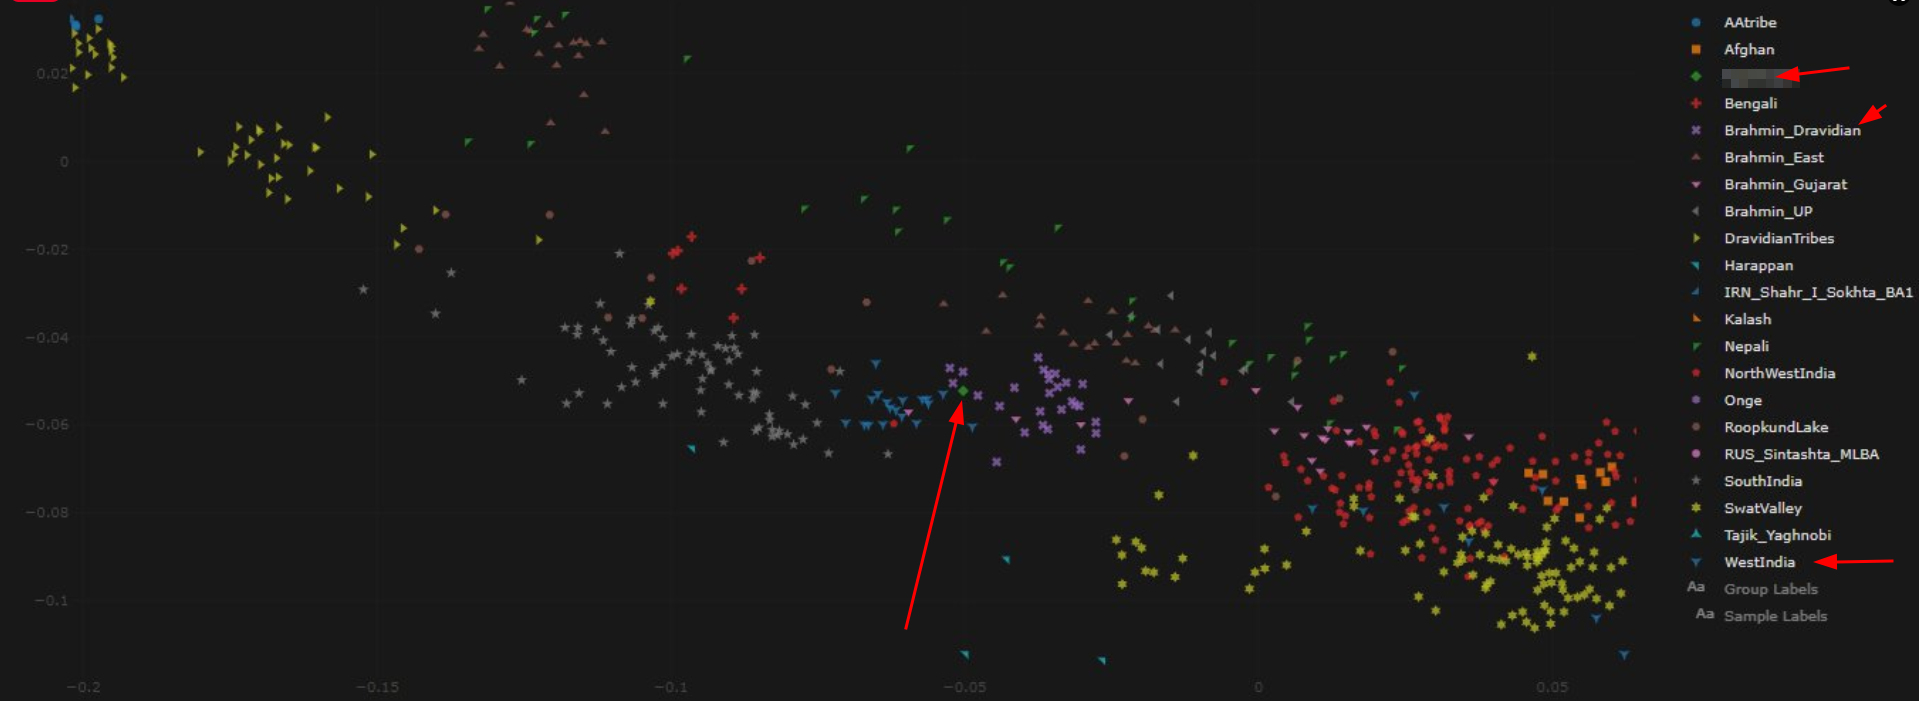 AAtribe
Afghan
Bengali
Brahmin_Dravidian
Brahmin_East
Brahmin_Gujarat
Brahmin_UP
DravidianTribes
Harappan
IRN_Shahr_I_Sokhta_BA1
Kalash
Nepali
NorthWestIndia
Onge
RoopkundLake
RUS_Sintashta_MLBA
SouthIndia
SwatValley
Tajik_Yaghnobi
WestIndia
Aa Group Labels
Aa Sample Labels
0.02
0
−0.02
−0.04
−0.06
−0.08
−0.1
−0.2 −0.15 −0.1 −0.05 0 0.05